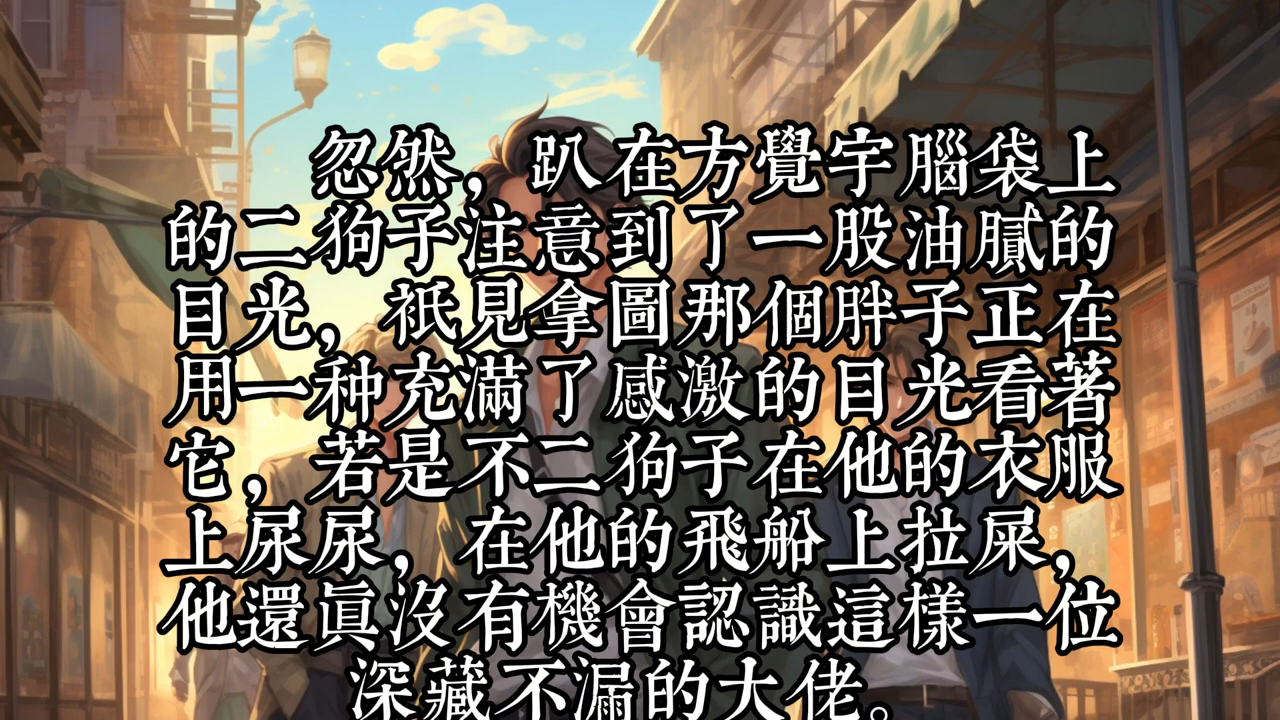 忽然，趴在方覺宇腦袋上
的二狗子注意到了一股油膩的
目光，衹見拿圖那個胖子正在
用一种充滿了感激的目光看著
它，若是不二狗子在他的衣服
上尿尿，在他的飛船上拉屎，
他還眞沒有機會認識這樣一位
深藏不漏的大佬。